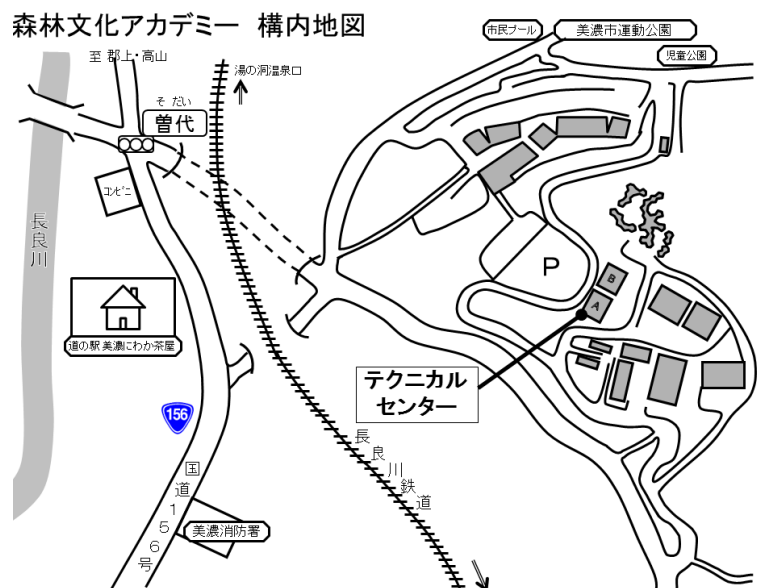 森林文化アカデミー 構内地図
市民プール
美濃市運動公園
児童公園
至 郡上・高山
湯の洞温泉口
そ だい
曽代
コンビニ
長良川
P
B
A
道の駅 美濃にわか茶屋
テクニカル
センター
156
国道156号
長良川鉄道
美濃消防署